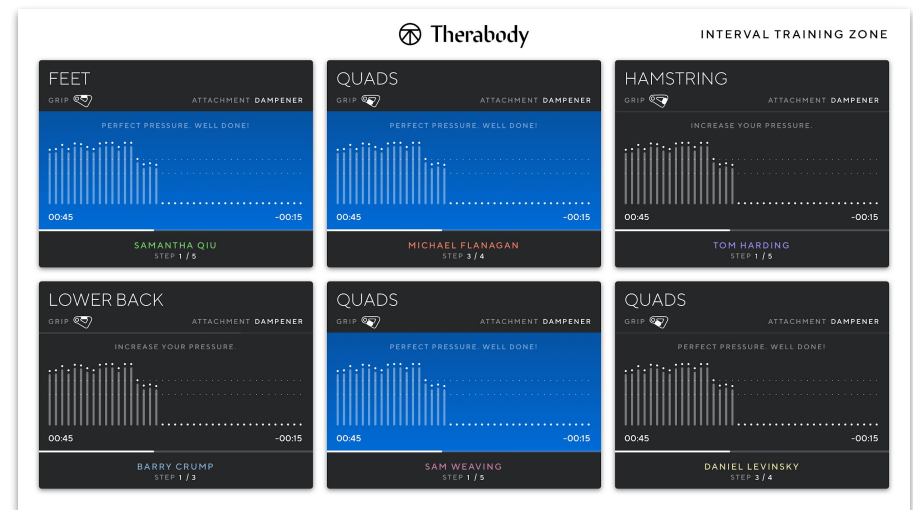 Therabody
INTERVAL TRAINING ZONE
FEET
GRIP
ATTACHMENT DAMPENER
PERFECT PRESSURE. WELL DONE!
00:45
-00:15
SAMANTHA QIU
STEP 1 / 5
QUADS
GRIP
ATTACHMENT DAMPENER
PERFECT PRESSURE. WELL DONE!
00:45
-00:15
MICHAEL FLANAGAN
STEP 3 / 4
HAMSTRING
GRIP
ATTACHMENT DAMPENER
INCREASE YOUR PRESSURE.
00:45
-00:15
TOM HARDING
STEP 1 / 5
LOWER BACK
GRIP
ATTACHMENT DAMPENER
INCREASE YOUR PRESSURE.
00:45
-00:15
BARRY CRUMP
STEP 1 / 3
QUADS
GRIP
ATTACHMENT DAMPENER
PERFECT PRESSURE. WELL DONE!
00:45
-00:15
SAM WEAVING
STEP 1 / 5
QUADS
GRIP
ATTACHMENT DAMPENER
PERFECT PRESSURE. WELL DONE!
00:45
-00:15
DANIEL LEVINSKY
STEP 3 / 4